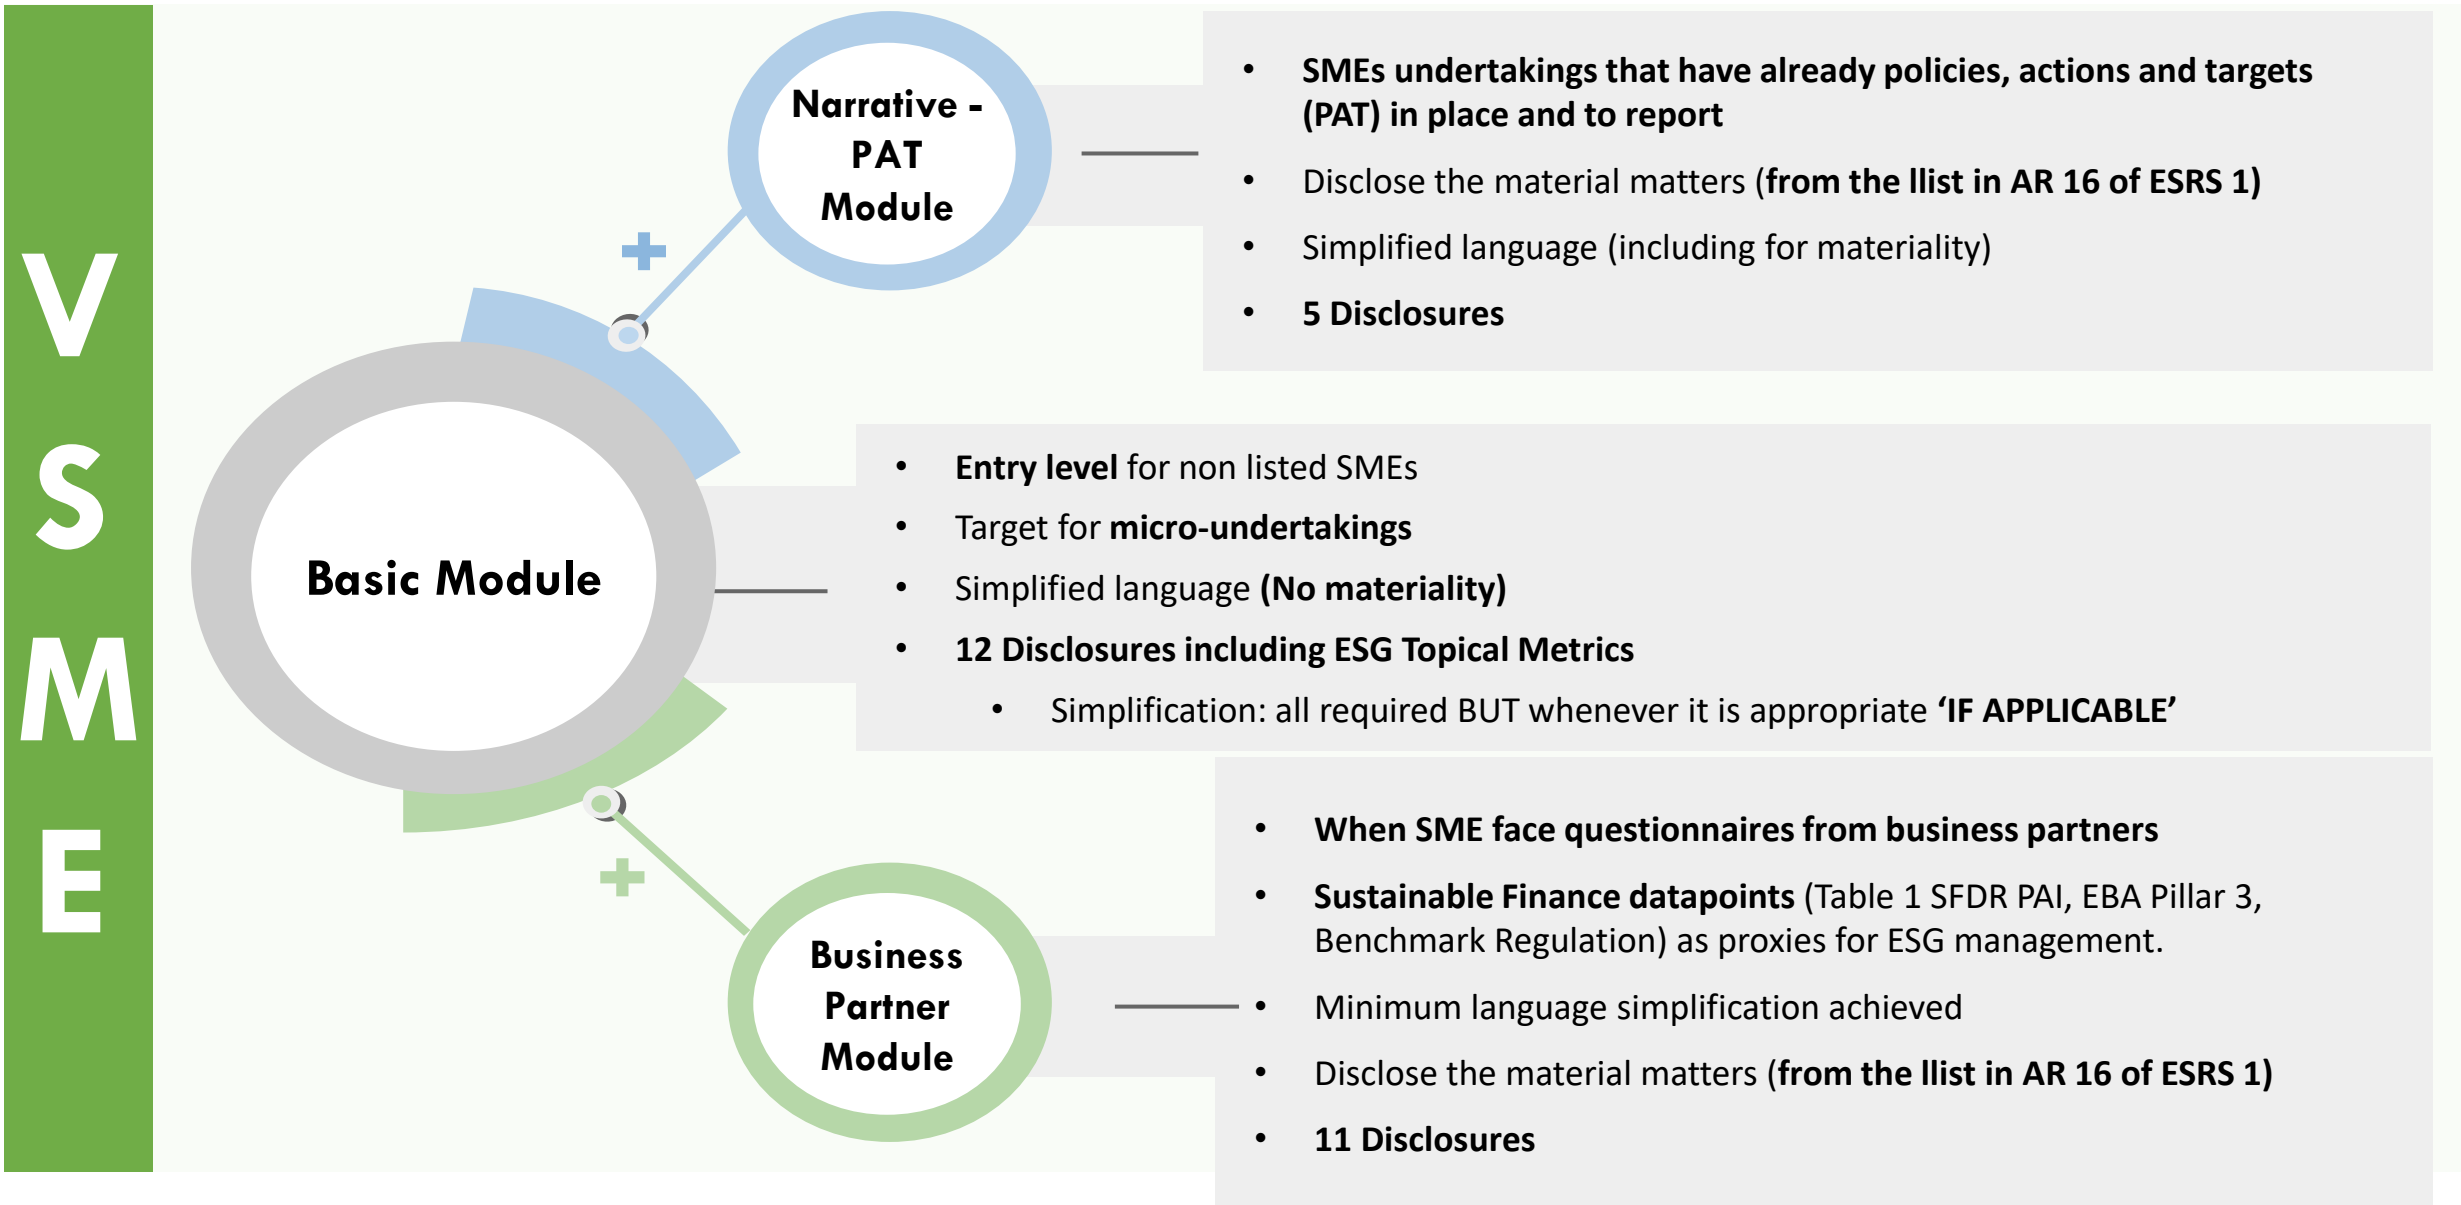 V
S
M
E
Narrative -
PAT
Module
• SMEs undertakings that have already policies, actions and targets
(PAT) in place and to report
• Disclose the material matters (from the llist in AR 16 of ESRS 1)
• Simplified language (including for materiality)
• 5 Disclosures
Basic Module
• Entry level for non listed SMEs
• Target for micro-undertakings
• Simplified language (No materiality)
• 12 Disclosures including ESG Topical Metrics
• Simplification: all required BUT whenever it is appropriate ‘IF APPLICABLE’
Business
Partner
Module
• When SME face questionnaires from business partners
• Sustainable Finance datapoints (Table 1 SFDR PAI, EBA Pillar 3,
Benchmark Regulation) as proxies for ESG management.
• Minimum language simplification achieved
• Disclose the material matters (from the llist in AR 16 of ESRS 1)
• 11 Disclosures